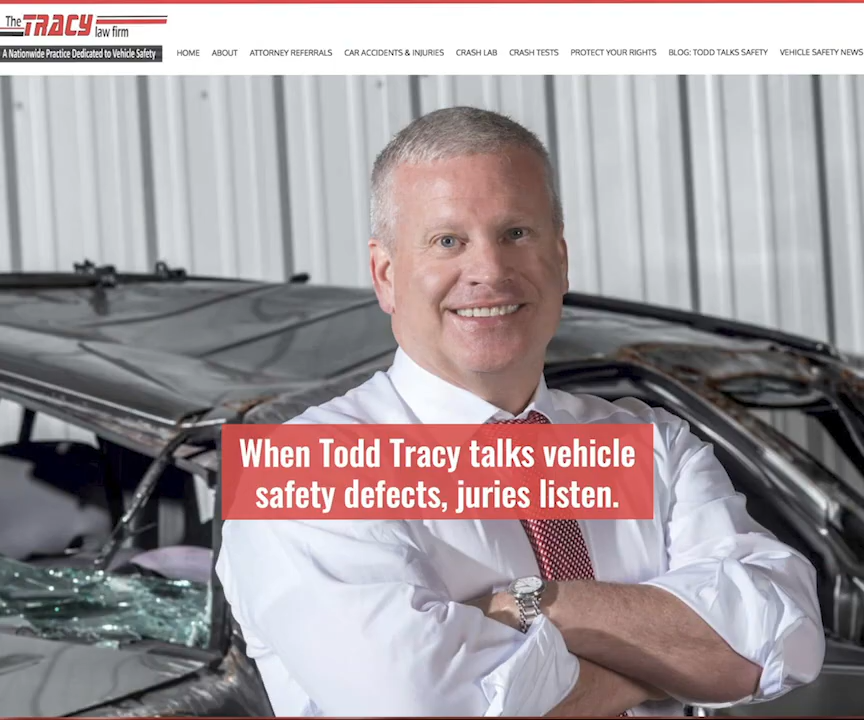 The TRACY law firm
A Nationwide Practice Dedicated to Vehicle Safety
HOME ABOUT ATTORNEY REFERRALS CAR ACCIDENTS & INJURIES CRASH LAB CRASH TESTS PROTECT YOUR RIGHTS BLOG: TODD TALKS SAFETY VEHICLE SAFETY NEWS
When Todd Tracy talks vehicle
safety defects, juries listen.